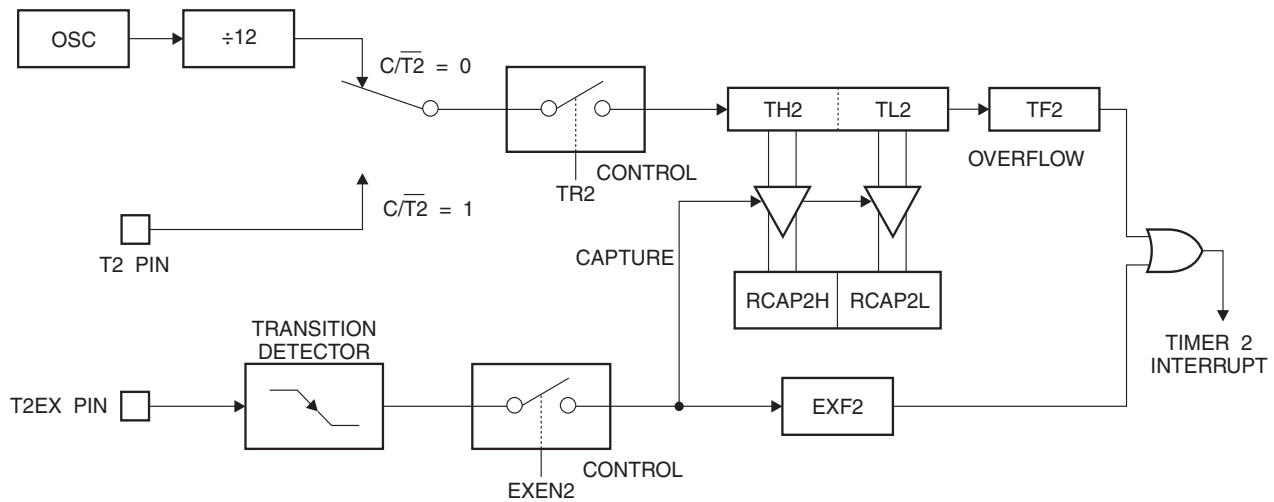 OSC
÷12
C/T2̅ = 0
TH2
TL2
TF2
OVERFLOW
CONTROL
TR2
C/T2̅ = 1
T2 PIN
CAPTURE
RCAP2H
RCAP2L
TRANSITION
DETECTOR
TIMER 2
INTERRUPT
T2EX PIN
EXF2
CONTROL
EXEN2